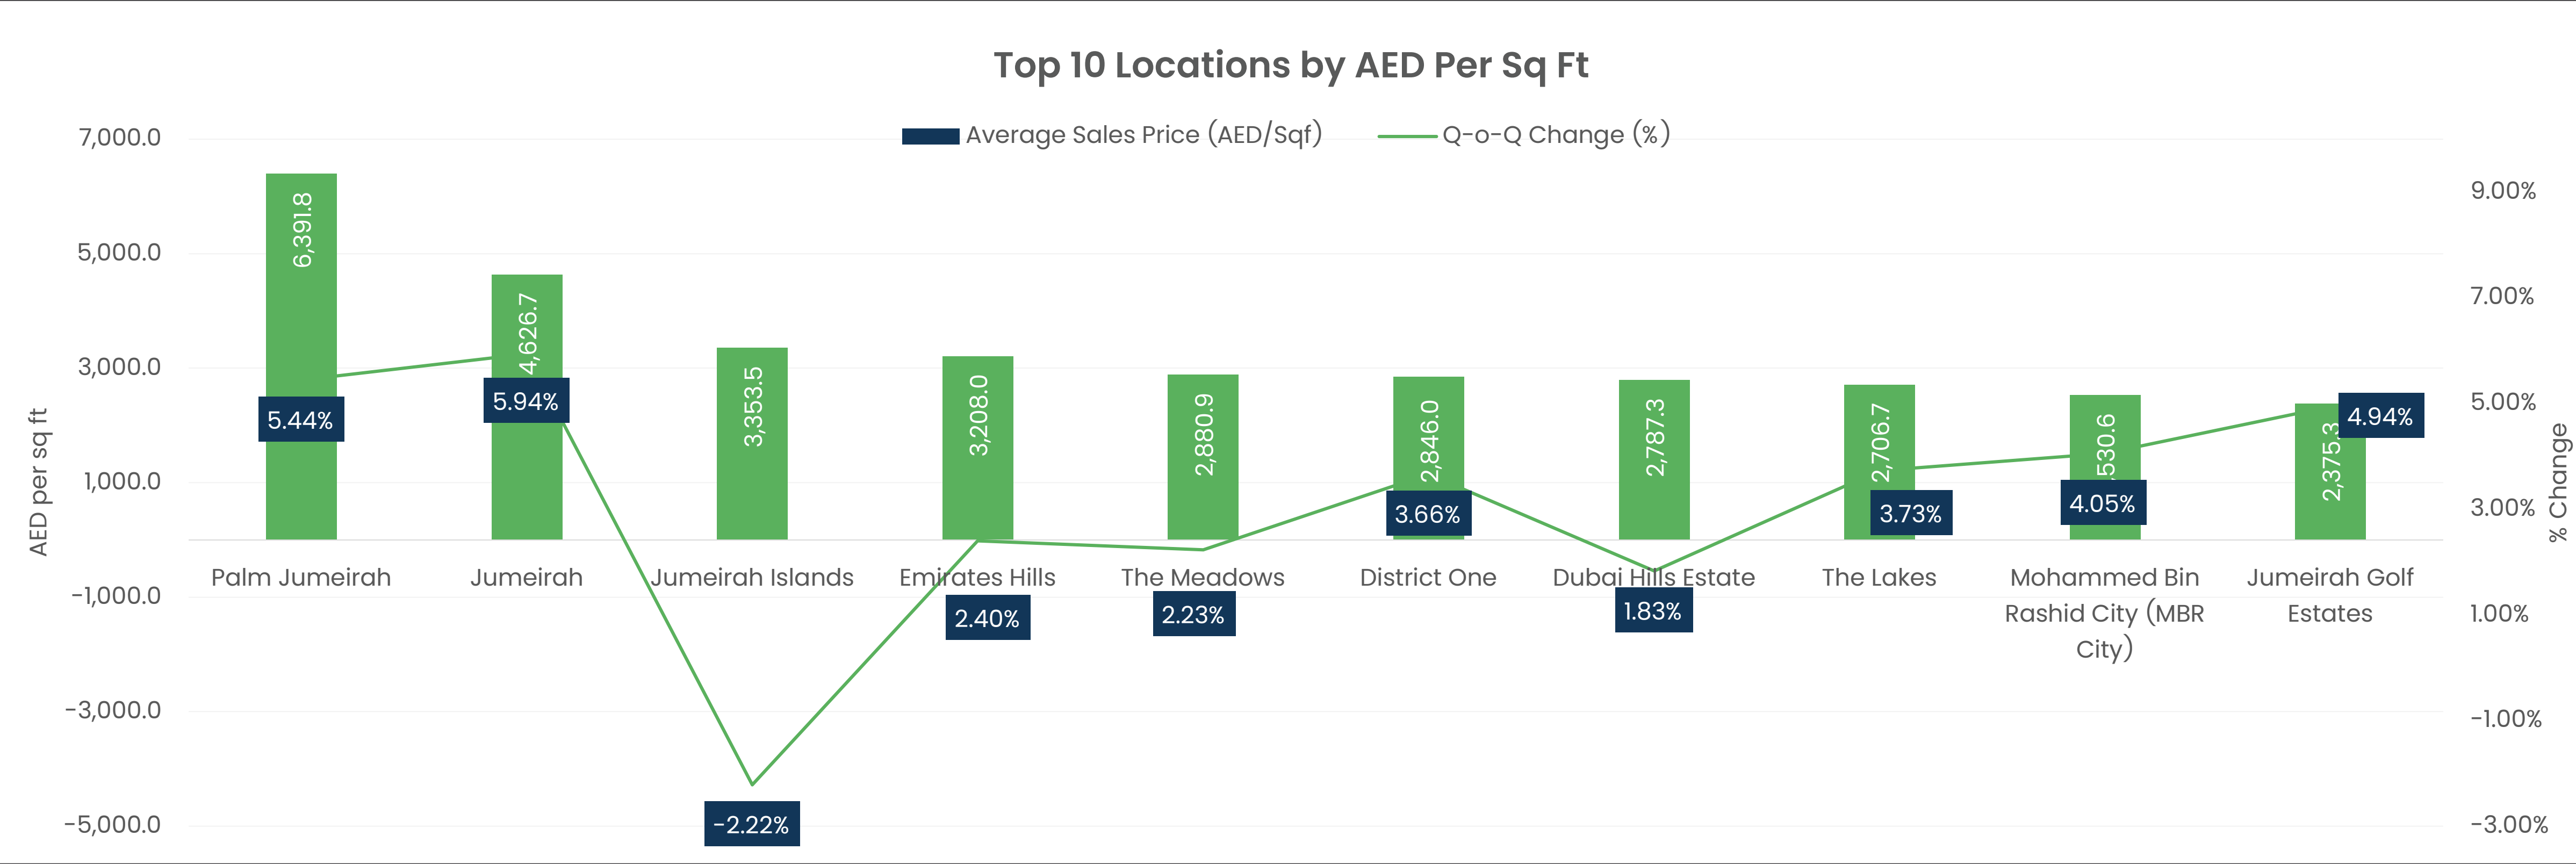 Top 10 Locations by AED Per Sq Ft
Average Sales Price (AED/Sqf)
Q-o-Q Change (%)
AED per sq ft
7,000.0
5,000.0
3,000.0
1,000.0
-1,000.0
-3,000.0
-5,000.0
6,391.8
4,626.7
3,353.5
3,208.0
2,880.9
2,846.0
2,787.3
2,706.7
530.6
2,375.3
5.44%
5.94%
-2.22%
2.40%
2.23%
3.66%
1.83%
3.73%
4.05%
4.94%
Palm Jumeirah
Jumeirah
Jumeirah Islands
Emirates Hills
The Meadows
District One
Dubai Hills Estate
The Lakes
Mohammed Bin
Rashid City (MBR
City)
Jumeirah Golf
Estates
9.00%
7.00%
5.00%
3.00%
1.00%
-1.00%
-3.00%
% Change